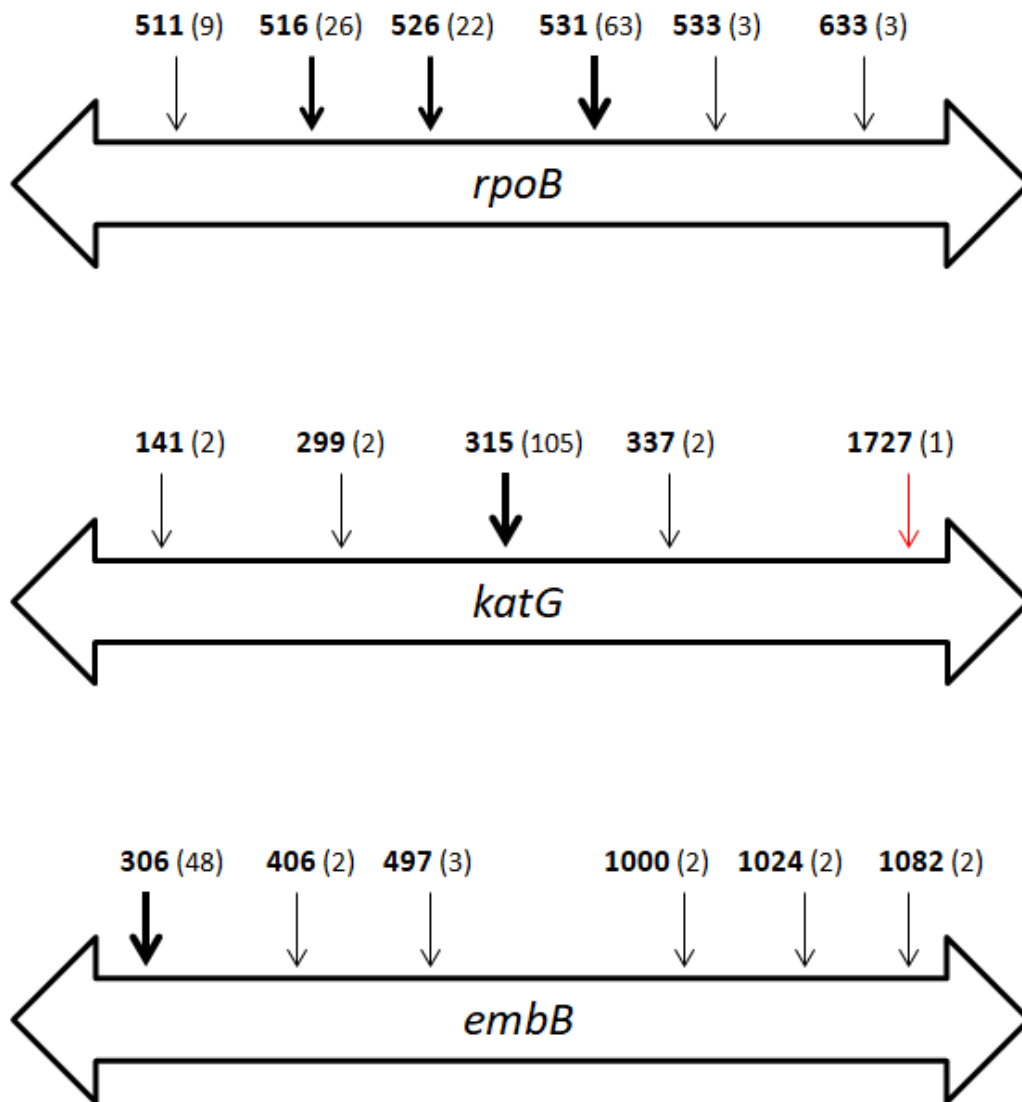 511 (9) 516 (26) 526 (22) 531 (63) 533 (3) 633 (3)
rpoB
141 (2) 299 (2) 315 (105) 337 (2) 1727 (1)
katG
306 (48) 406 (2) 497 (3) 1000 (2) 1024 (2) 1082 (2)
embB